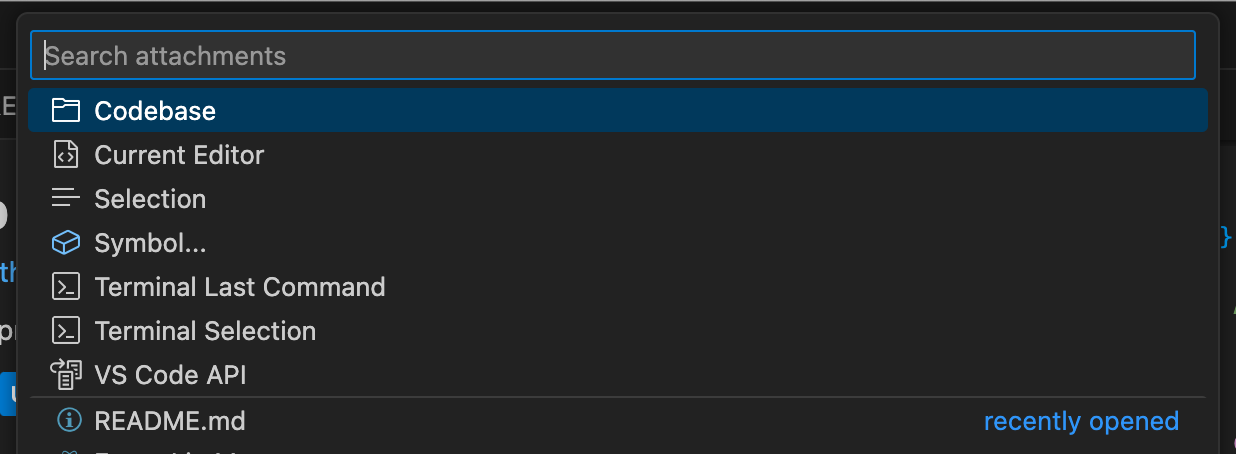 Search attachments
Codebase
Current Editor
Selection
Symbol...
Terminal Last Command
Terminal Selection
VS Code API
README.md recently opened